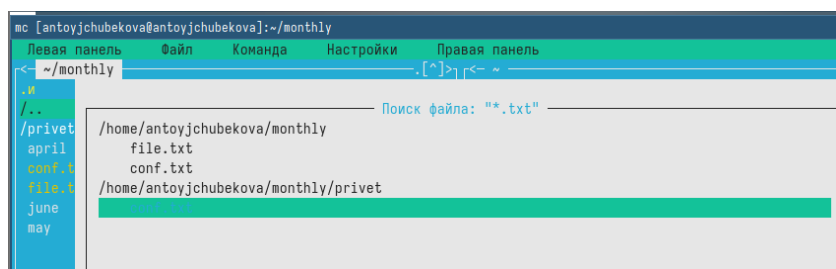 mc [antoyjchubekova@antoyjchubekova]:~/monthly
Левая панель Файл Команда Настройки Правая панель
<- ~/monthly .[^]> <- ~
.и
/..
Поиск файла: "*.txt"
/privet
/home/antoyjchubekova/monthly
april
file.txt
conf.t
conf.txt
file.t
/home/antoyjchubekova/monthly/privet
june
may